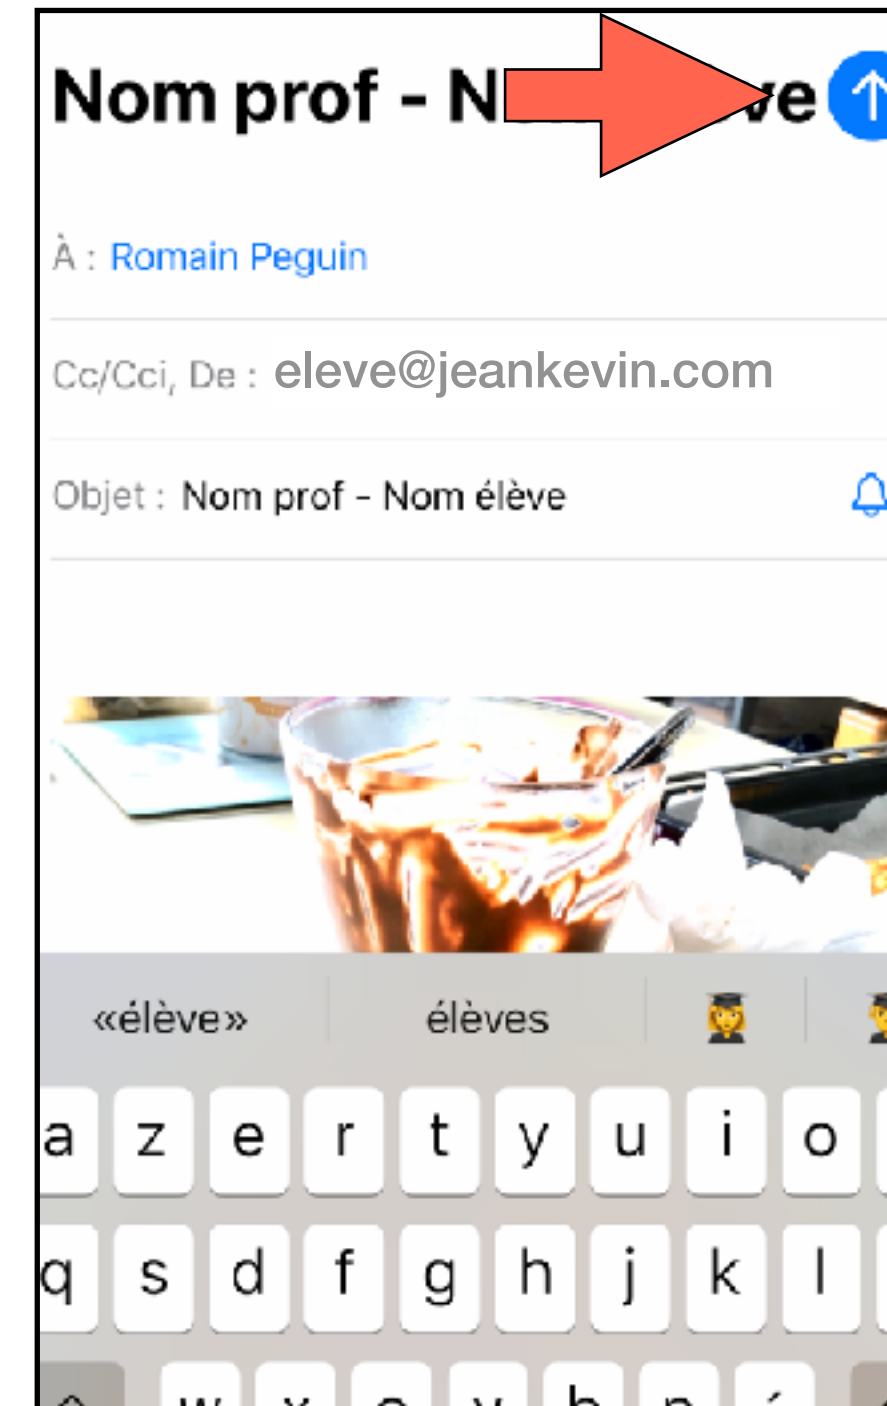 Nom prof - N ve
À : Romain Peguin
Cc/Cci, De : eleve@jeankevin.com
Objet : Nom prof - Nom élève
«élève» élèves
a z e r t y u i o
q s d f g h j k l
w x c v b n ´